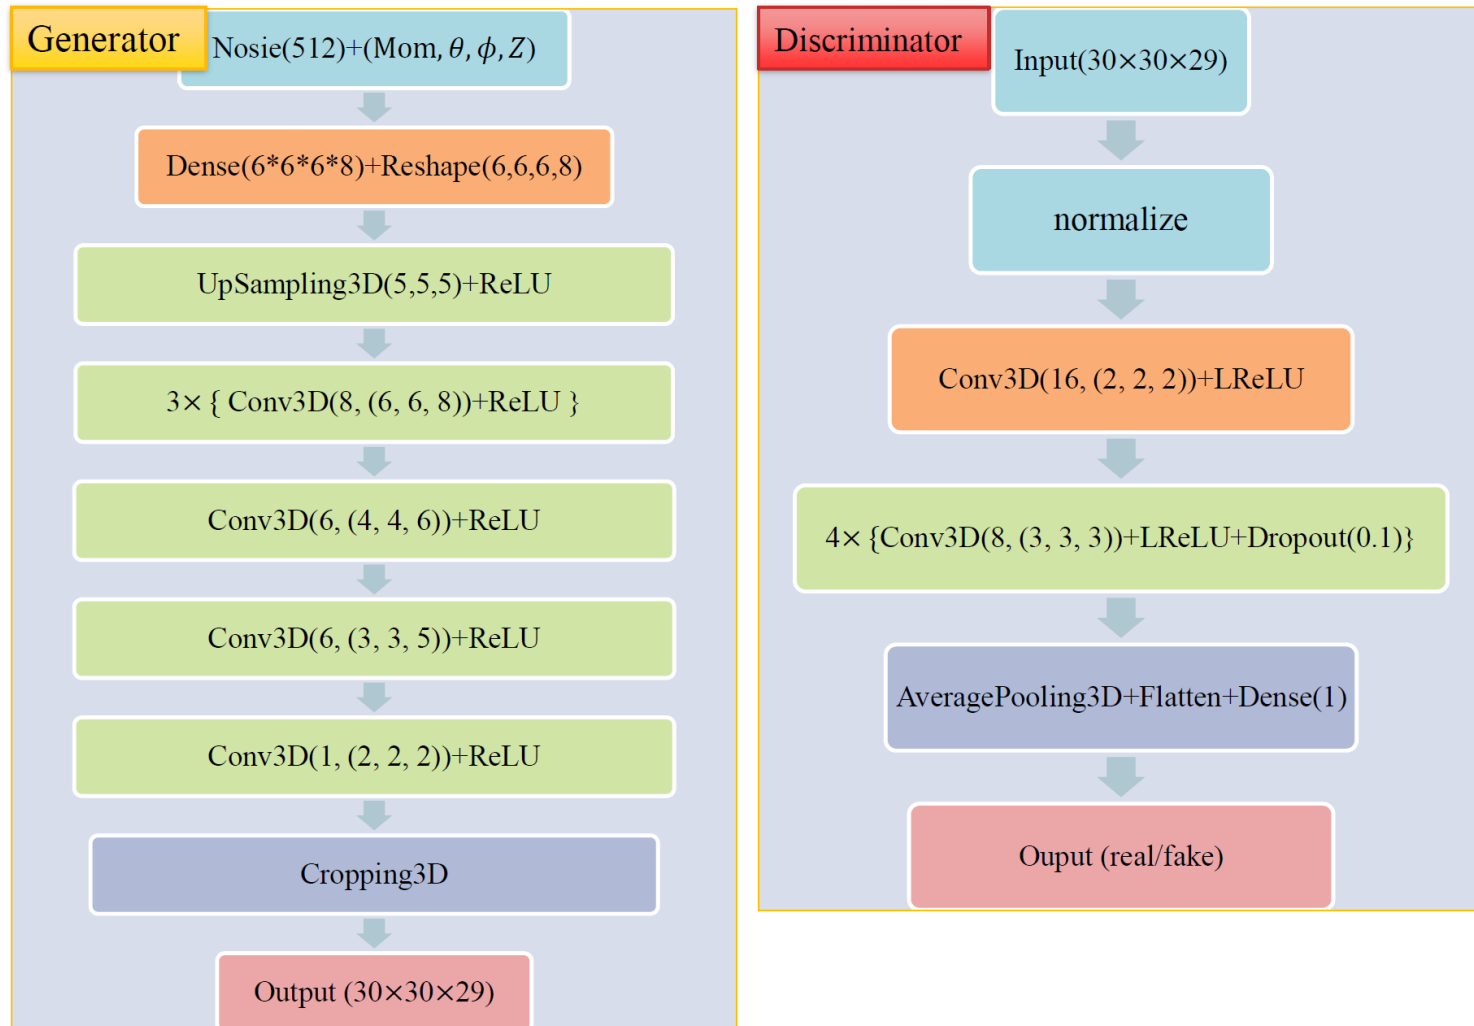 Generator
Nosie(512)+(Mom, θ, ϕ, Z)
Dense(6*6*6*8)+Reshape(6,6,6,8)
UpSampling3D(5,5,5)+ReLU
3× { Conv3D(8, (6, 6, 8))+ReLU }
Conv3D(6, (4, 4, 6))+ReLU
Conv3D(6, (3, 3, 5))+ReLU
Conv3D(1, (2, 2, 2))+ReLU
Cropping3D
Output (30×30×29)
Discriminator
Input(30×30×29)
normalize
Conv3D(16, (2, 2, 2))+LReLU
4× {Conv3D(8, (3, 3, 3))+LReLU+Dropout(0.1)}
AveragePooling3D+Flatten+Dense(1)
Ouput (real/fake)